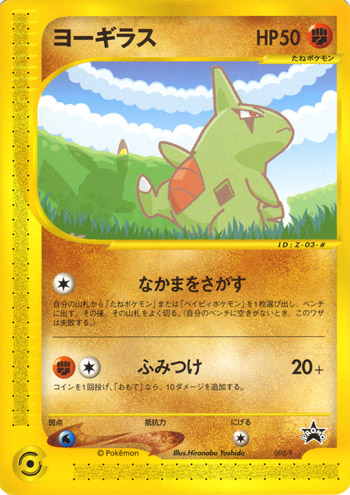 ヨーギラス HP50
たねポケモン
ID:Z-03-#
なかまをさがす
自分の山札から「たねポケモン」または「ベイビィポケモン」を1枚選び出し、ベンチ
に出す。その後、その山札をよく切る。(自分のベンチに空きがないとき、このワザ
は失敗する。)
ふみつけ 20+
コインを1回投げ、「おもて」なら、10ダメージを追加する。
弱点 抵抗力 にげる
©Pokémon Illus.Hironobu Yoshida 005/P